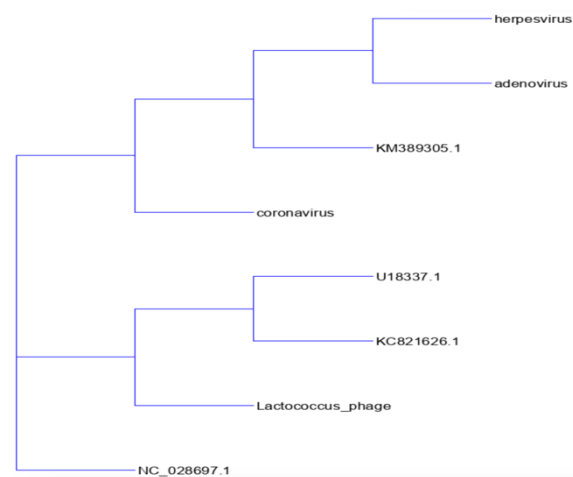 herpesvirus
adenovirus
KM389305.1
coronavirus
U18337.1
KC821626.1
Lactococcus_phage
NC_028697.1